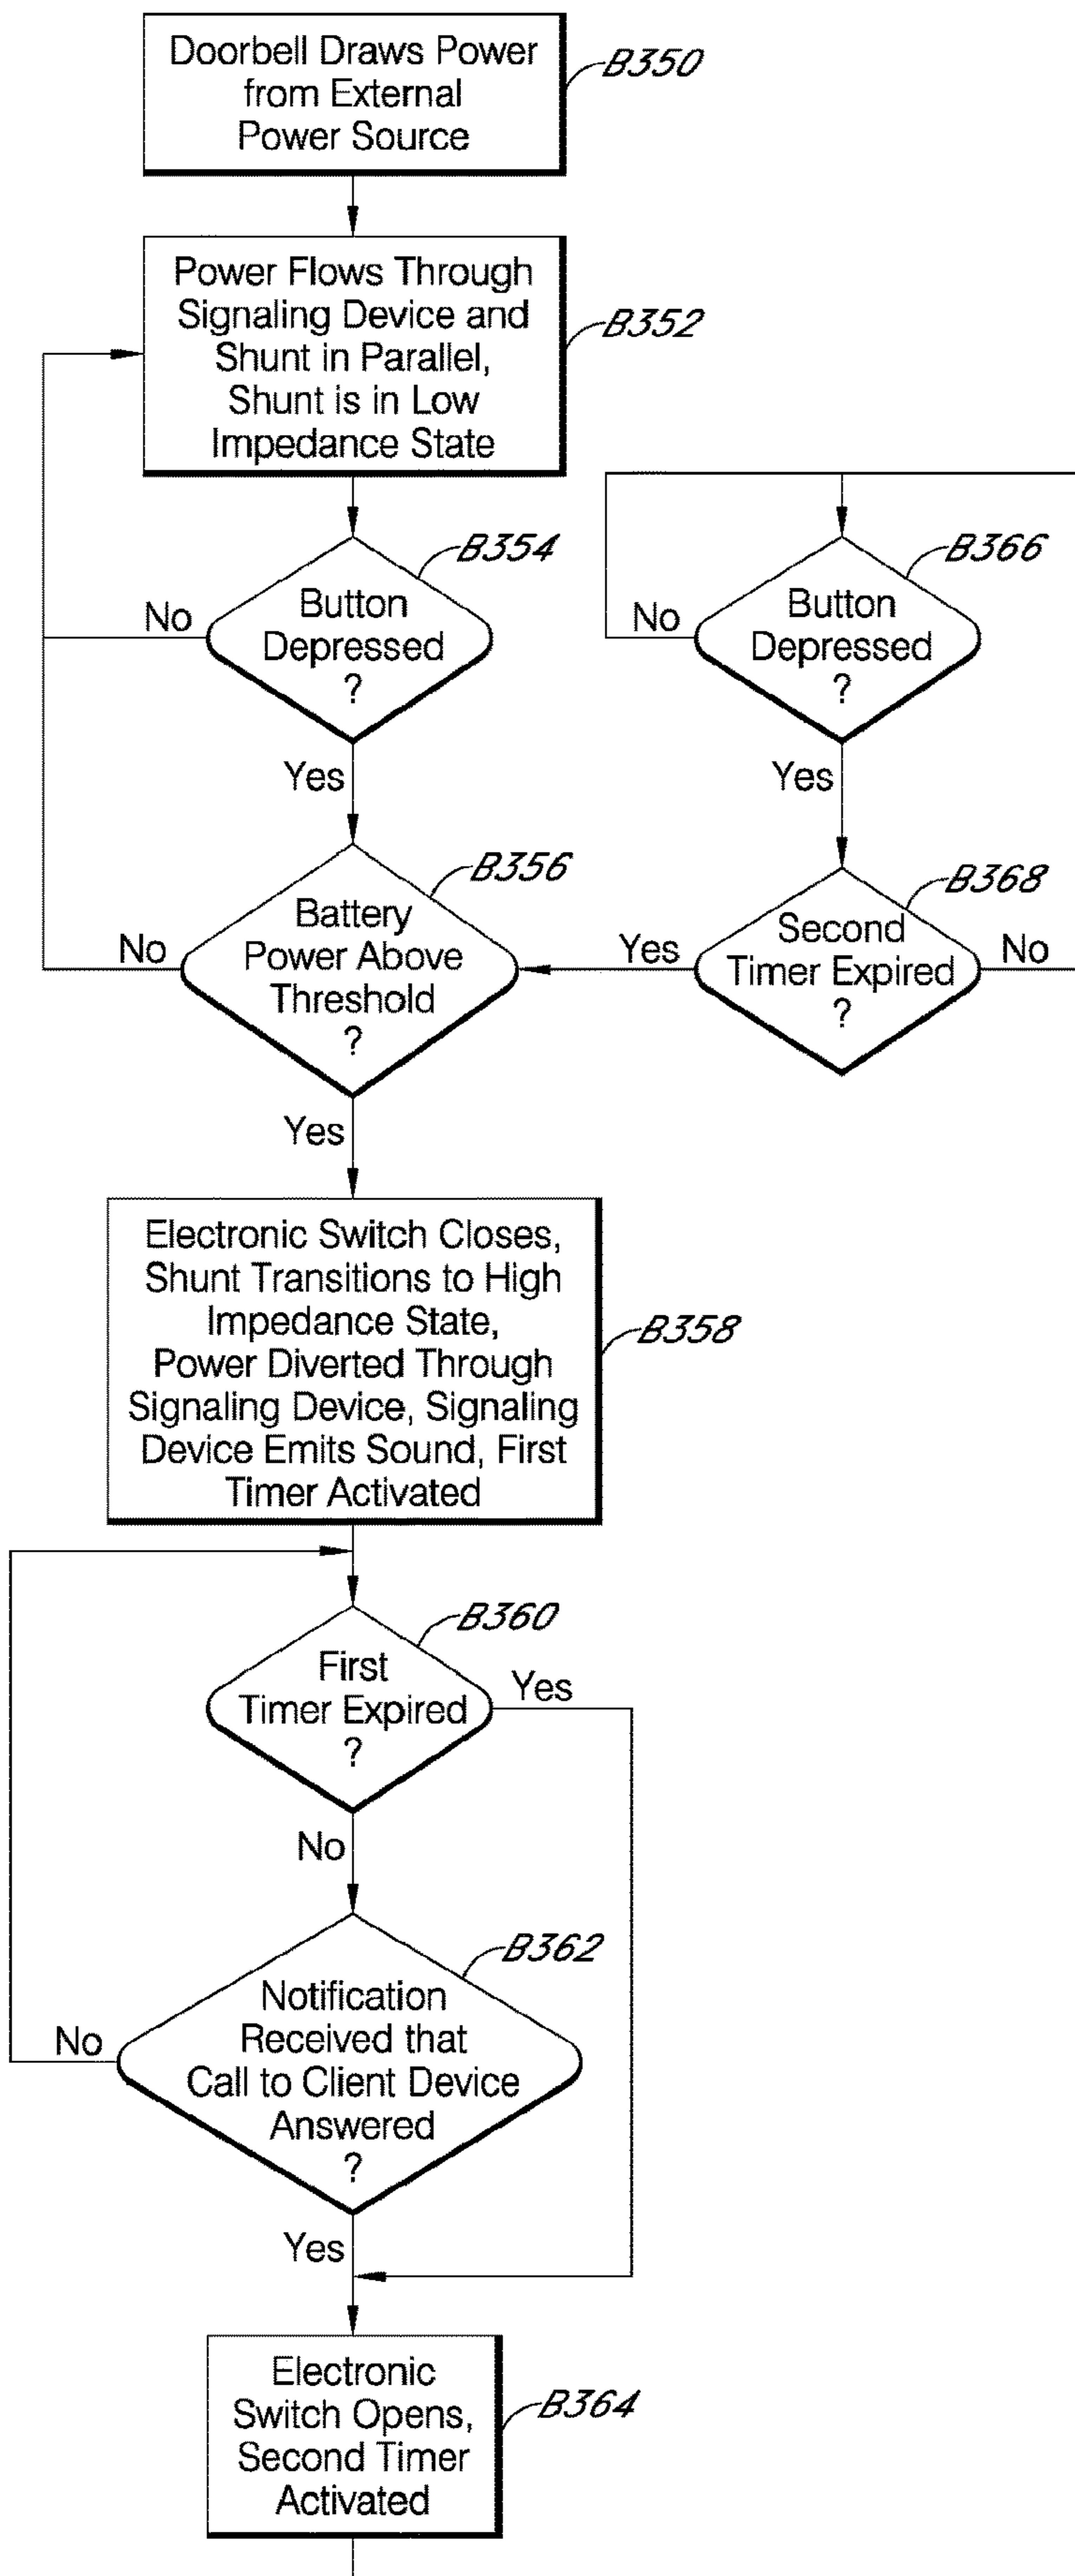 Doorbell Draws Power
from External
Power Source
B350
Power Flows Through
Signaling Device and
Shunt in Parallel,
Shunt is in Low
Impedance State
B352
B354
Button
Depressed
?
No
Yes
B366
Button
Depressed
?
No
Yes
B356
Battery
Power Above
Threshold
?
No
Yes
B368
Second
Timer Expired
?
Yes
No
Electronic Switch Closes,
Shunt Transitions to High
Impedance State,
Power Diverted Through
Signaling Device, Signaling
Device Emits Sound, First
Timer Activated
B358
B360
First
Timer Expired
?
Yes
No
B362
Notification
Received that
Call to Client Device
Answered
?
No
Yes
Electronic
Switch Opens,
Second Timer
Activated
B364